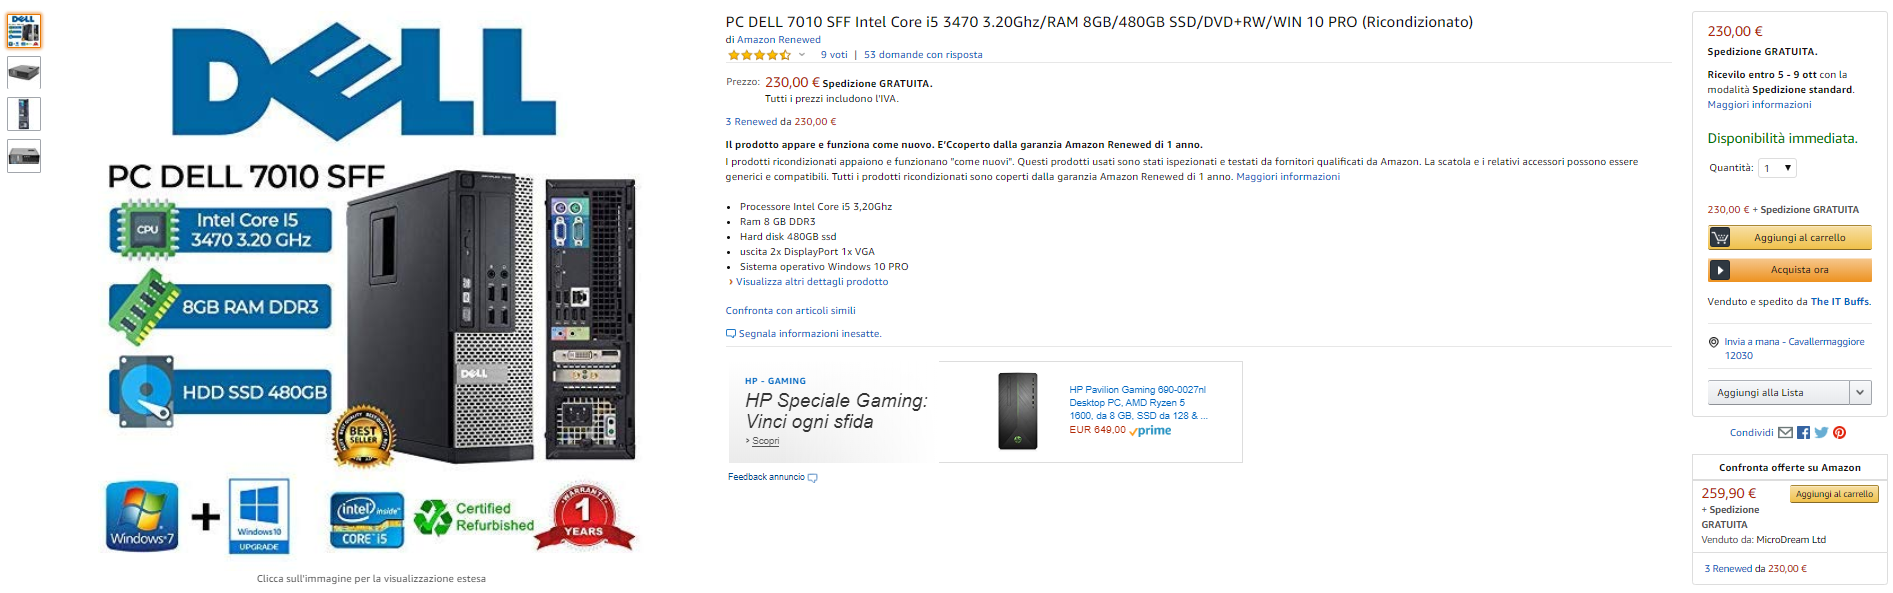 DELL
PC DELL 7010 SFF
Intel Core I5
3470 3.20 GHz
CPU
8GB RAM DDR3
HDD SSD 480GB
DELL
BEST
SELLER
Windows 7
+
Windows 10
UPGRADE
intel inside™
CORE i5
Certified
Refurbished
WARRANTY
1
YEARS
Clicca sull'immagine per la visualizzazione estesa
PC DELL 7010 SFF Intel Core i5 3470 3.20Ghz/RAM 8GB/480GB SSD/DVD+RW/WIN 10 PRO (Ricondizionato)
di Amazon Renewed
9 voti | 53 domande con risposta
Prezzo: 230,00 € Spedizione GRATUITA.
Tutti i prezzi includono l'IVA.
3 Renewed da 230,00 €
Il prodotto appare e funziona come nuovo. E'Ccoperto dalla garanzia Amazon Renewed di 1 anno.
I prodotti ricondizionati appaiono e funzionano "come nuovi". Questi prodotti usati sono stati ispezionati e testati da fornitori qualificati da Amazon. La scatola e i relativi accessori possono essere
generici e compatibili. Tutti i prodotti ricondizionati sono coperti dalla garanzia Amazon Renewed di 1 anno. Maggiori informazioni
• Processore Intel Core i5 3,20Ghz
• Ram 8 GB DDR3
• Hard disk 480GB ssd
• uscita 2x DisplayPort 1x VGA
• Sistema operativo Windows 10 PRO
› Visualizza altri dettagli prodotto
Confronta con articoli simili
Segnala informazioni inesatte.
HP - GAMING
HP Speciale Gaming:
Vinci ogni sfida
› Scopri
HP Pavilion Gaming 690-0027nl
Desktop PC, AMD Ryzen 5
1600, da 8 GB, SSD da 128 & ...
EUR 649,00 prime
Feedback annuncio
230,00 €
Spedizione GRATUITA.
Ricevilo entro 5 - 9 ott con la
modalità Spedizione standard.
Maggiori informazioni
Disponibilità immediata.
Quantità: 1
230,00 € + Spedizione GRATUITA
Aggiungi al carrello
Acquista ora
Venduto e spedito da The IT Buffs.
Invia a mana - Cavallermaggiore
12030
Aggiungi alla Lista
Condividi
Confronta offerte su Amazon
259,90 €
Aggiungi al carrello
+ Spedizione
GRATUITA
Venduto da: MicroDream Ltd
3 Renewed da 230,00 €